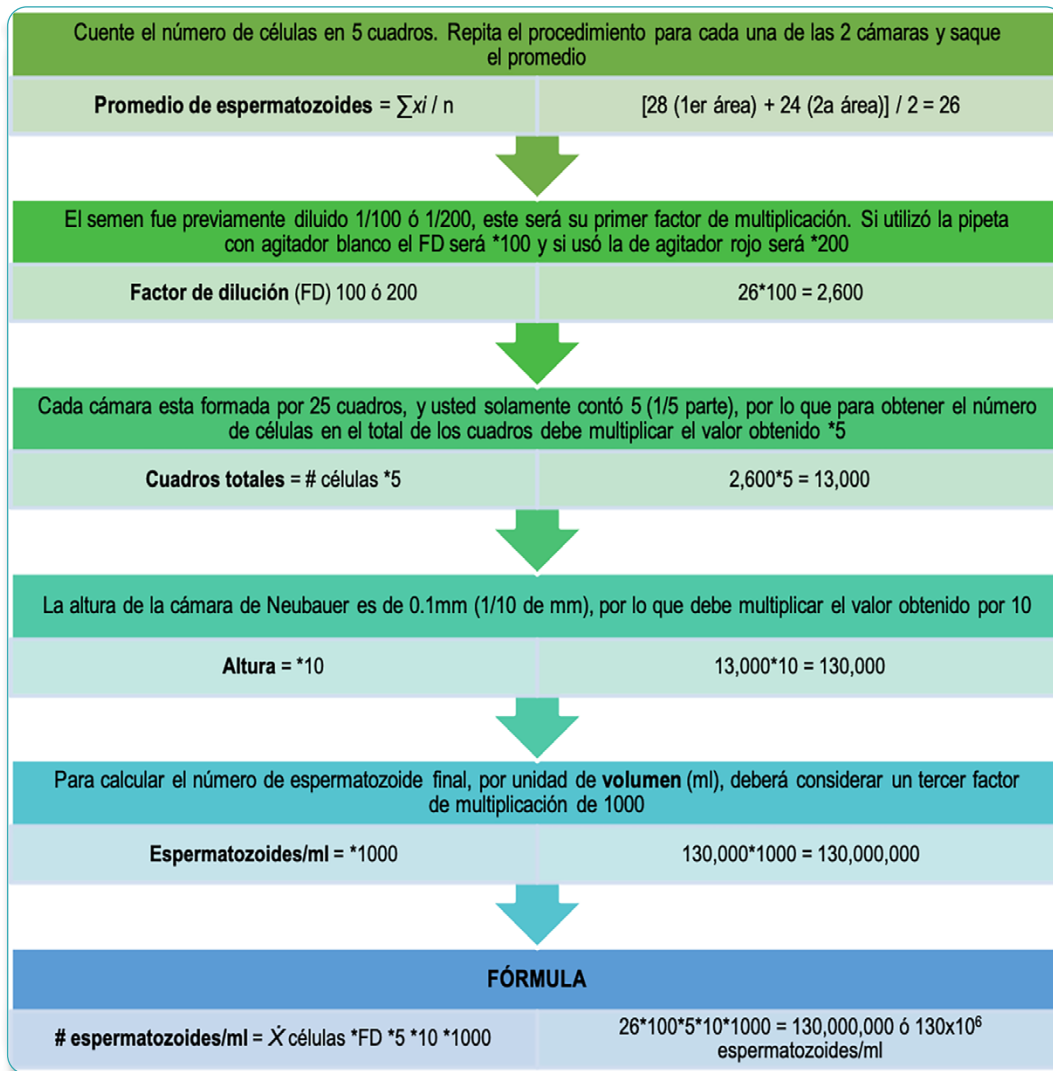 Cuente el número de células en 5 cuadros. Repita el procedimiento para cada una de las 2 cámaras y saque
el promedio
Promedio de espermatozoides = ∑xi / n
[28 (1er área) + 24 (2a área)] / 2 = 26
El semen fue previamente diluido 1/100 ó 1/200, este será su primer factor de multiplicación. Si utilizó la pipeta
con agitador blanco el FD será *100 y si usó la de agitador rojo será *200
Factor de dilución (FD) 100 ó 200
26*100 = 2,600
Cada cámara esta formada por 25 cuadros, y usted solamente contó 5 (1/5 parte), por lo que para obtener el número
de células en el total de los cuadros debe multiplicar el valor obtenido *5
Cuadros totales = # células *5
2,600*5 = 13,000
La altura de la cámara de Neubauer es de 0.1mm (1/10 de mm), por lo que debe multiplicar el valor obtenido por 10
Altura = *10
13,000*10 = 130,000
Para calcular el número de espermatozoide final, por unidad de volumen (ml), deberá considerar un tercer factor
de multiplicación de 1000
Espermatozoides/ml = *1000
130,000*1000 = 130,000,000
FÓRMULA
# espermatozoides/ml = Ẋ células *FD *5 *10 *1000
26*100*5*10*1000 = 130,000,000 ó 130x10⁶
espermatozoides/ml